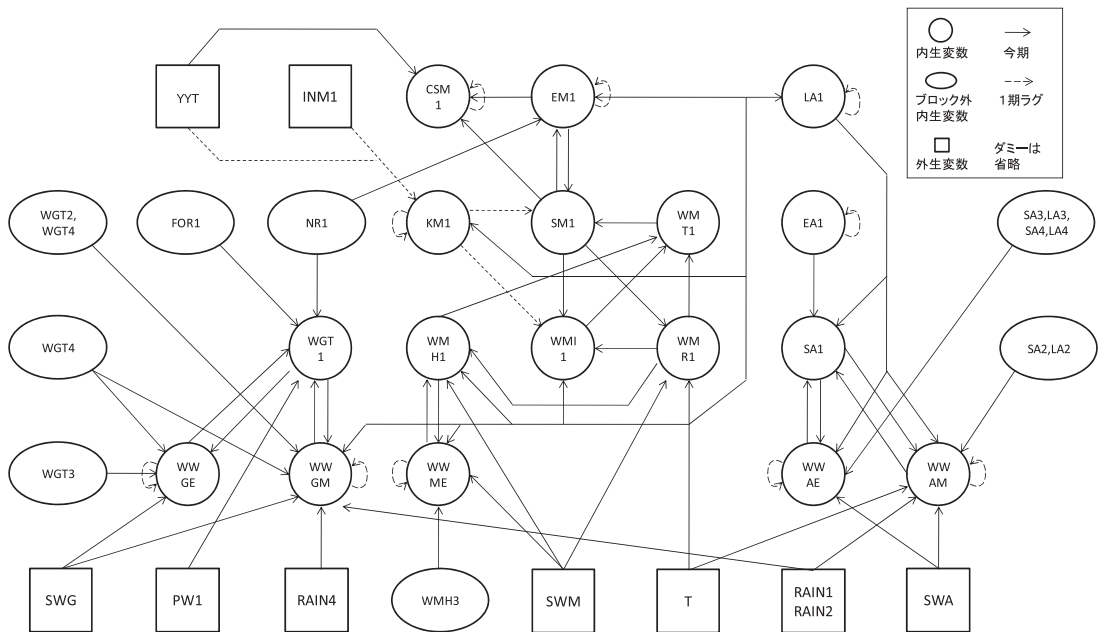 YYT
INM1
CSM
1
EM1
LA1
内生変数
今期
ブロック外
内生変数
1期ラグ
外生変数
ダミーは
省略
WGT2,
WGT4
FOR1
NR1
KM1
SM1
WM
T1
EA1
SA3,LA3,
SA4,LA4
WGT4
WGT
1
WM
H1
WMI
1
WM
R1
SA1
SA2,LA2
WGT3
WW
GE
WW
GM
WW
ME
WW
AE
WW
AM
SWG
PW1
RAIN4
WMH3
SWM
T
RAIN1
RAIN2
SWA